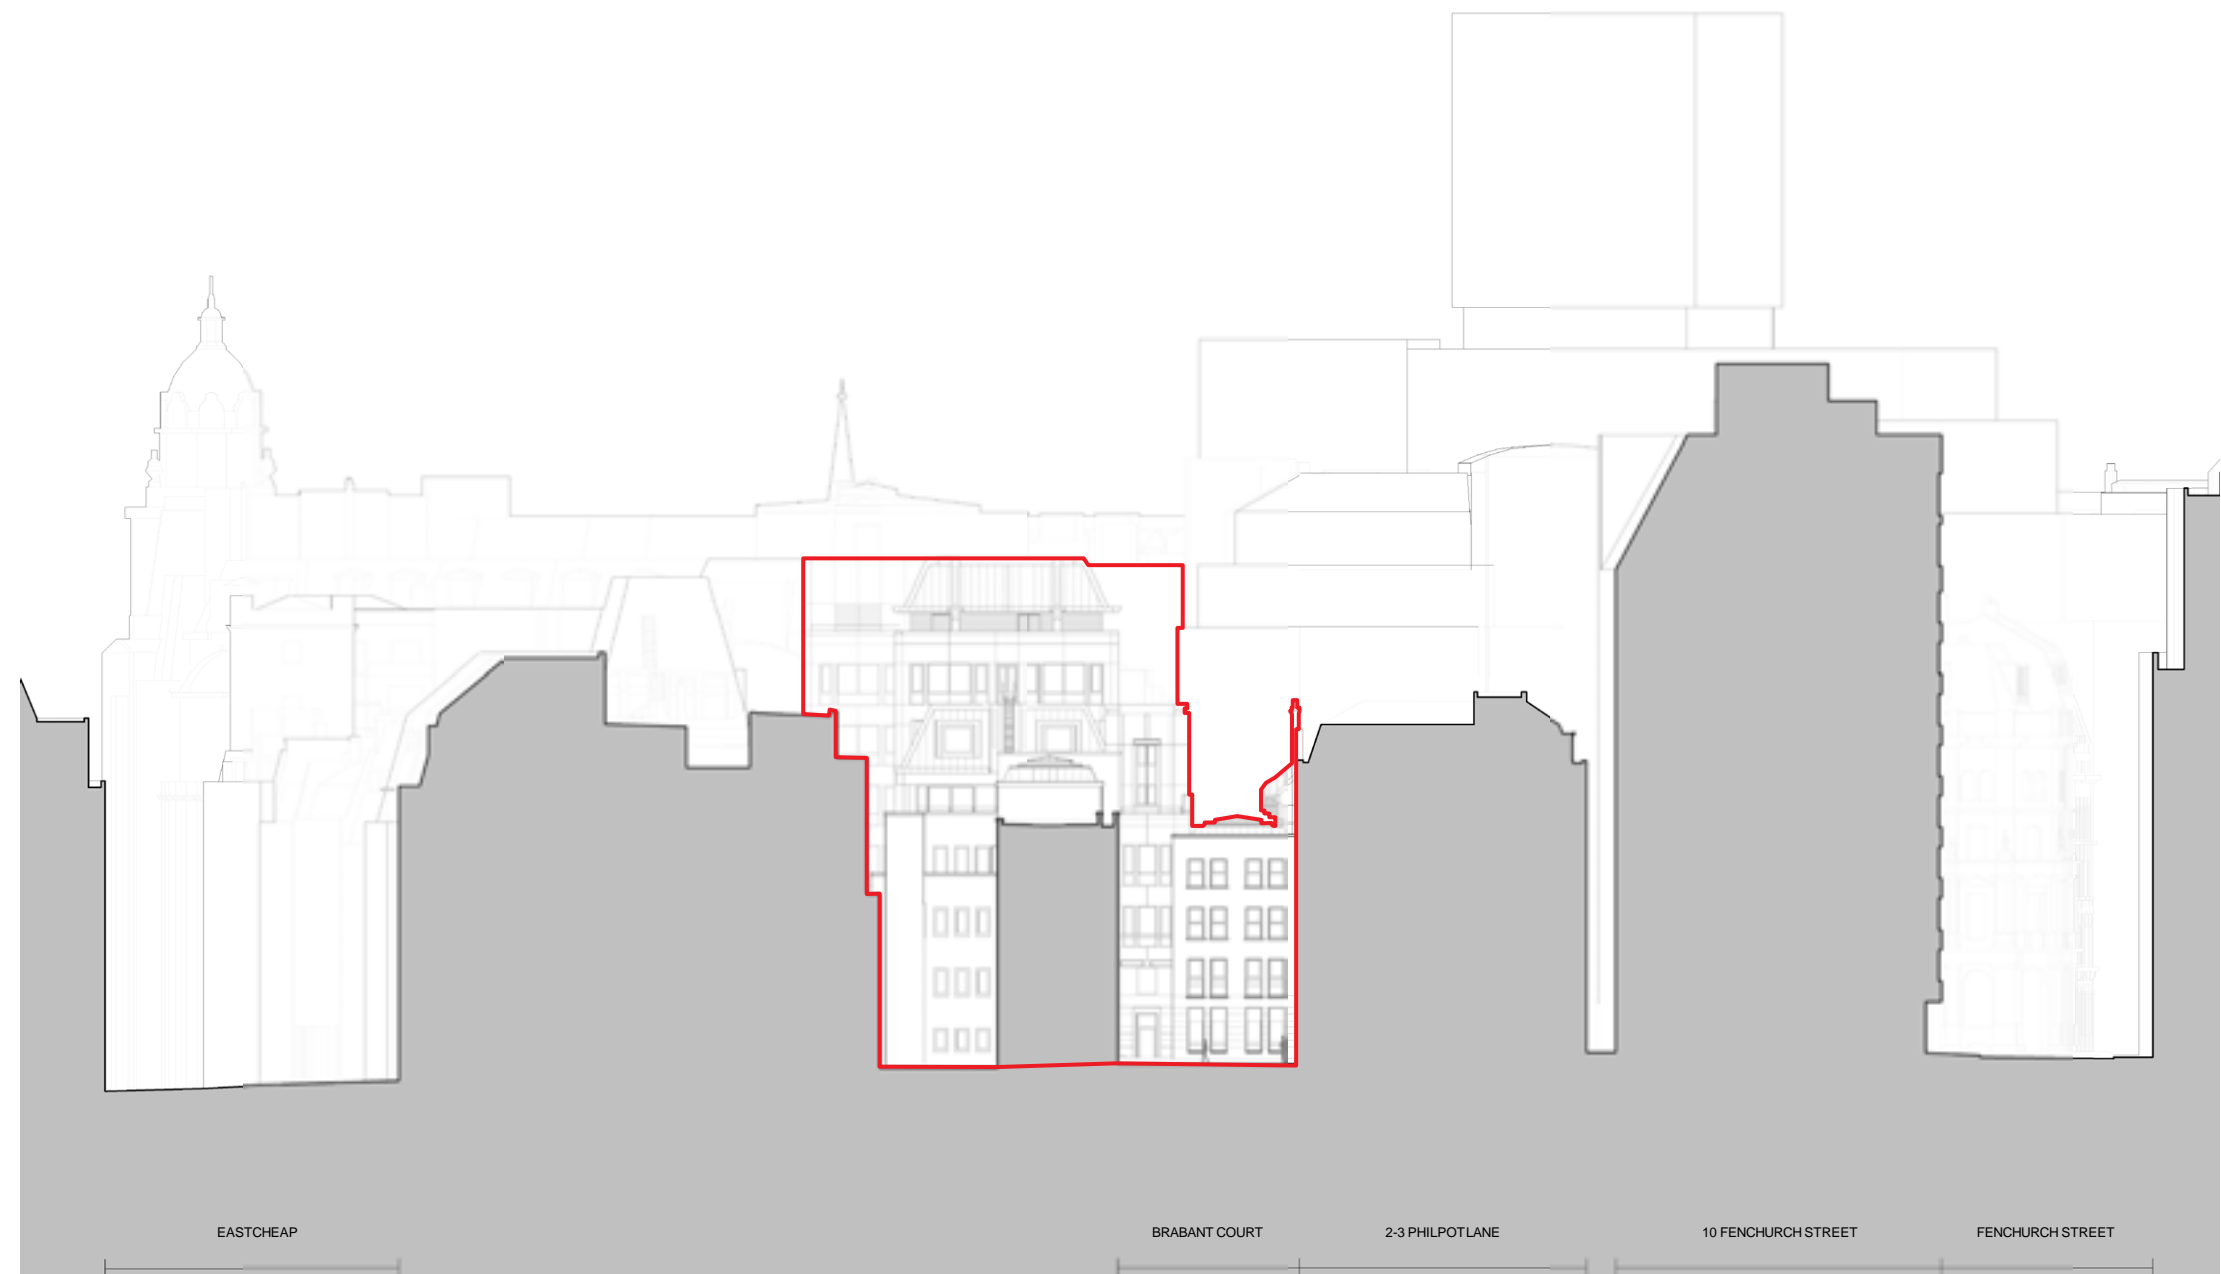 EASTCHEAP
BRABANT COURT
2-3 PHILPOT LANE
10 FENCHURCH STREET
FENCHURCH STREET